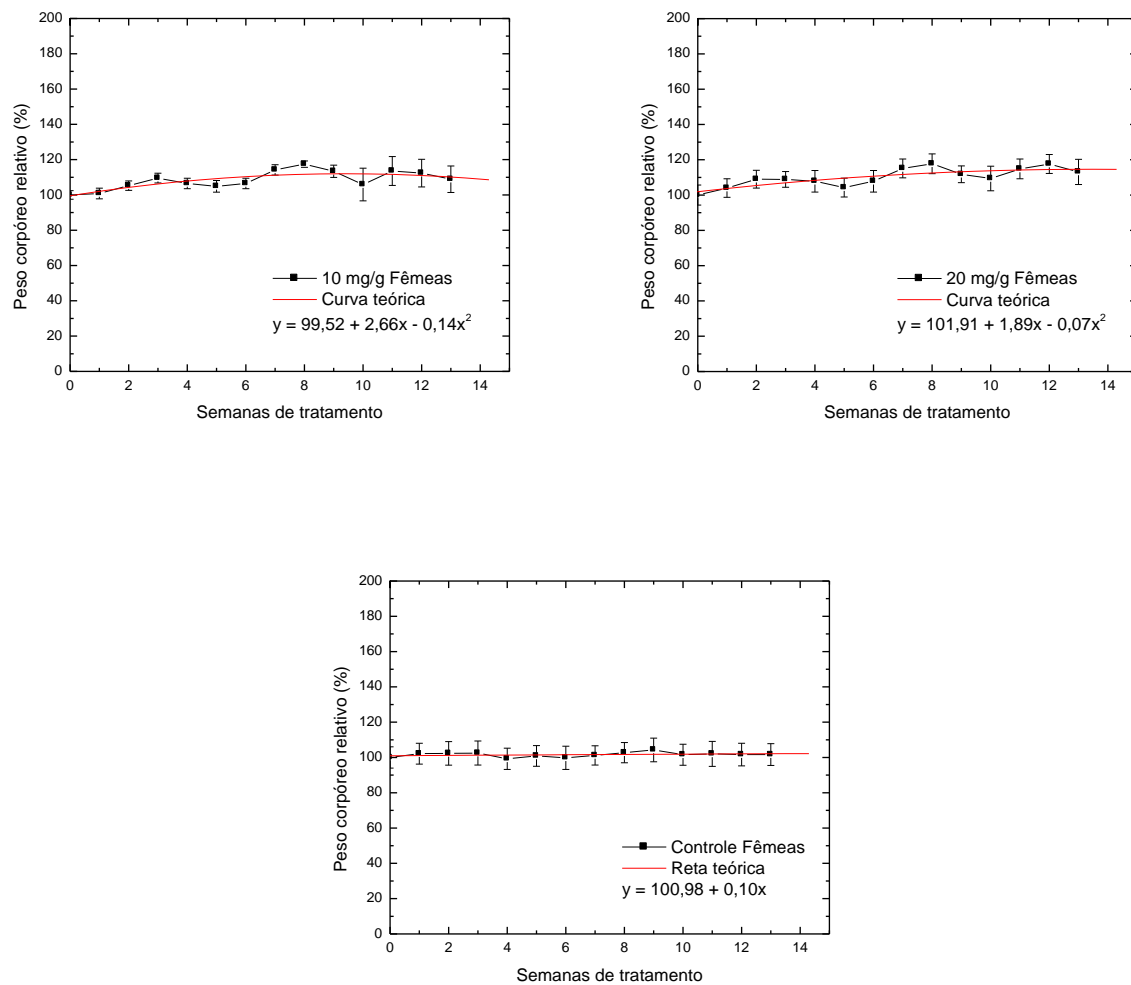 Peso corpóreo relativo (%)
200
180
160
140
120
100
80
60
40
20
0
10 mg/g Fêmeas
Curva teórica
y = 99,52 + 2,66x - 0,14x²
0 2 4 6 8 10 12 14
Semanas de tratamento
Peso corpóreo relativo (%)
200
180
160
140
120
100
80
60
40
20
0
20 mg/g Fêmeas
Curva teórica
y = 101,91 + 1,89x - 0,07x²
0 2 4 6 8 10 12 14
Semanas de tratamento
Peso corpóreo relativo (%)
200
180
160
140
120
100
80
60
40
20
0
Controle Fêmeas
Reta teórica
y = 100,98 + 0,10x
0 2 4 6 8 10 12 14
Semanas de tratamento